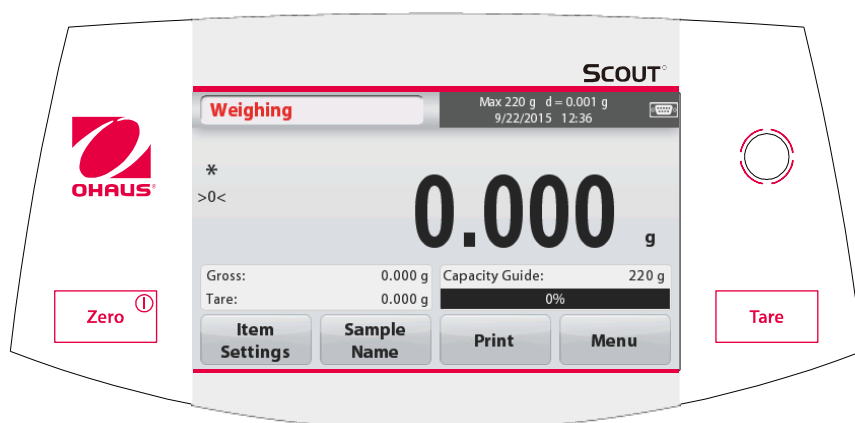 SCOUT
Weighing
Max 220 g d = 0.001 g
9/22/2015 12:36
OHAUS®
*
>0<
0.000 g
Gross: 0.000 g
Tare: 0.000 g
Capacity Guide: 220 g
0%
Zero
Tare
Item Settings
Sample Name
Print
Menu